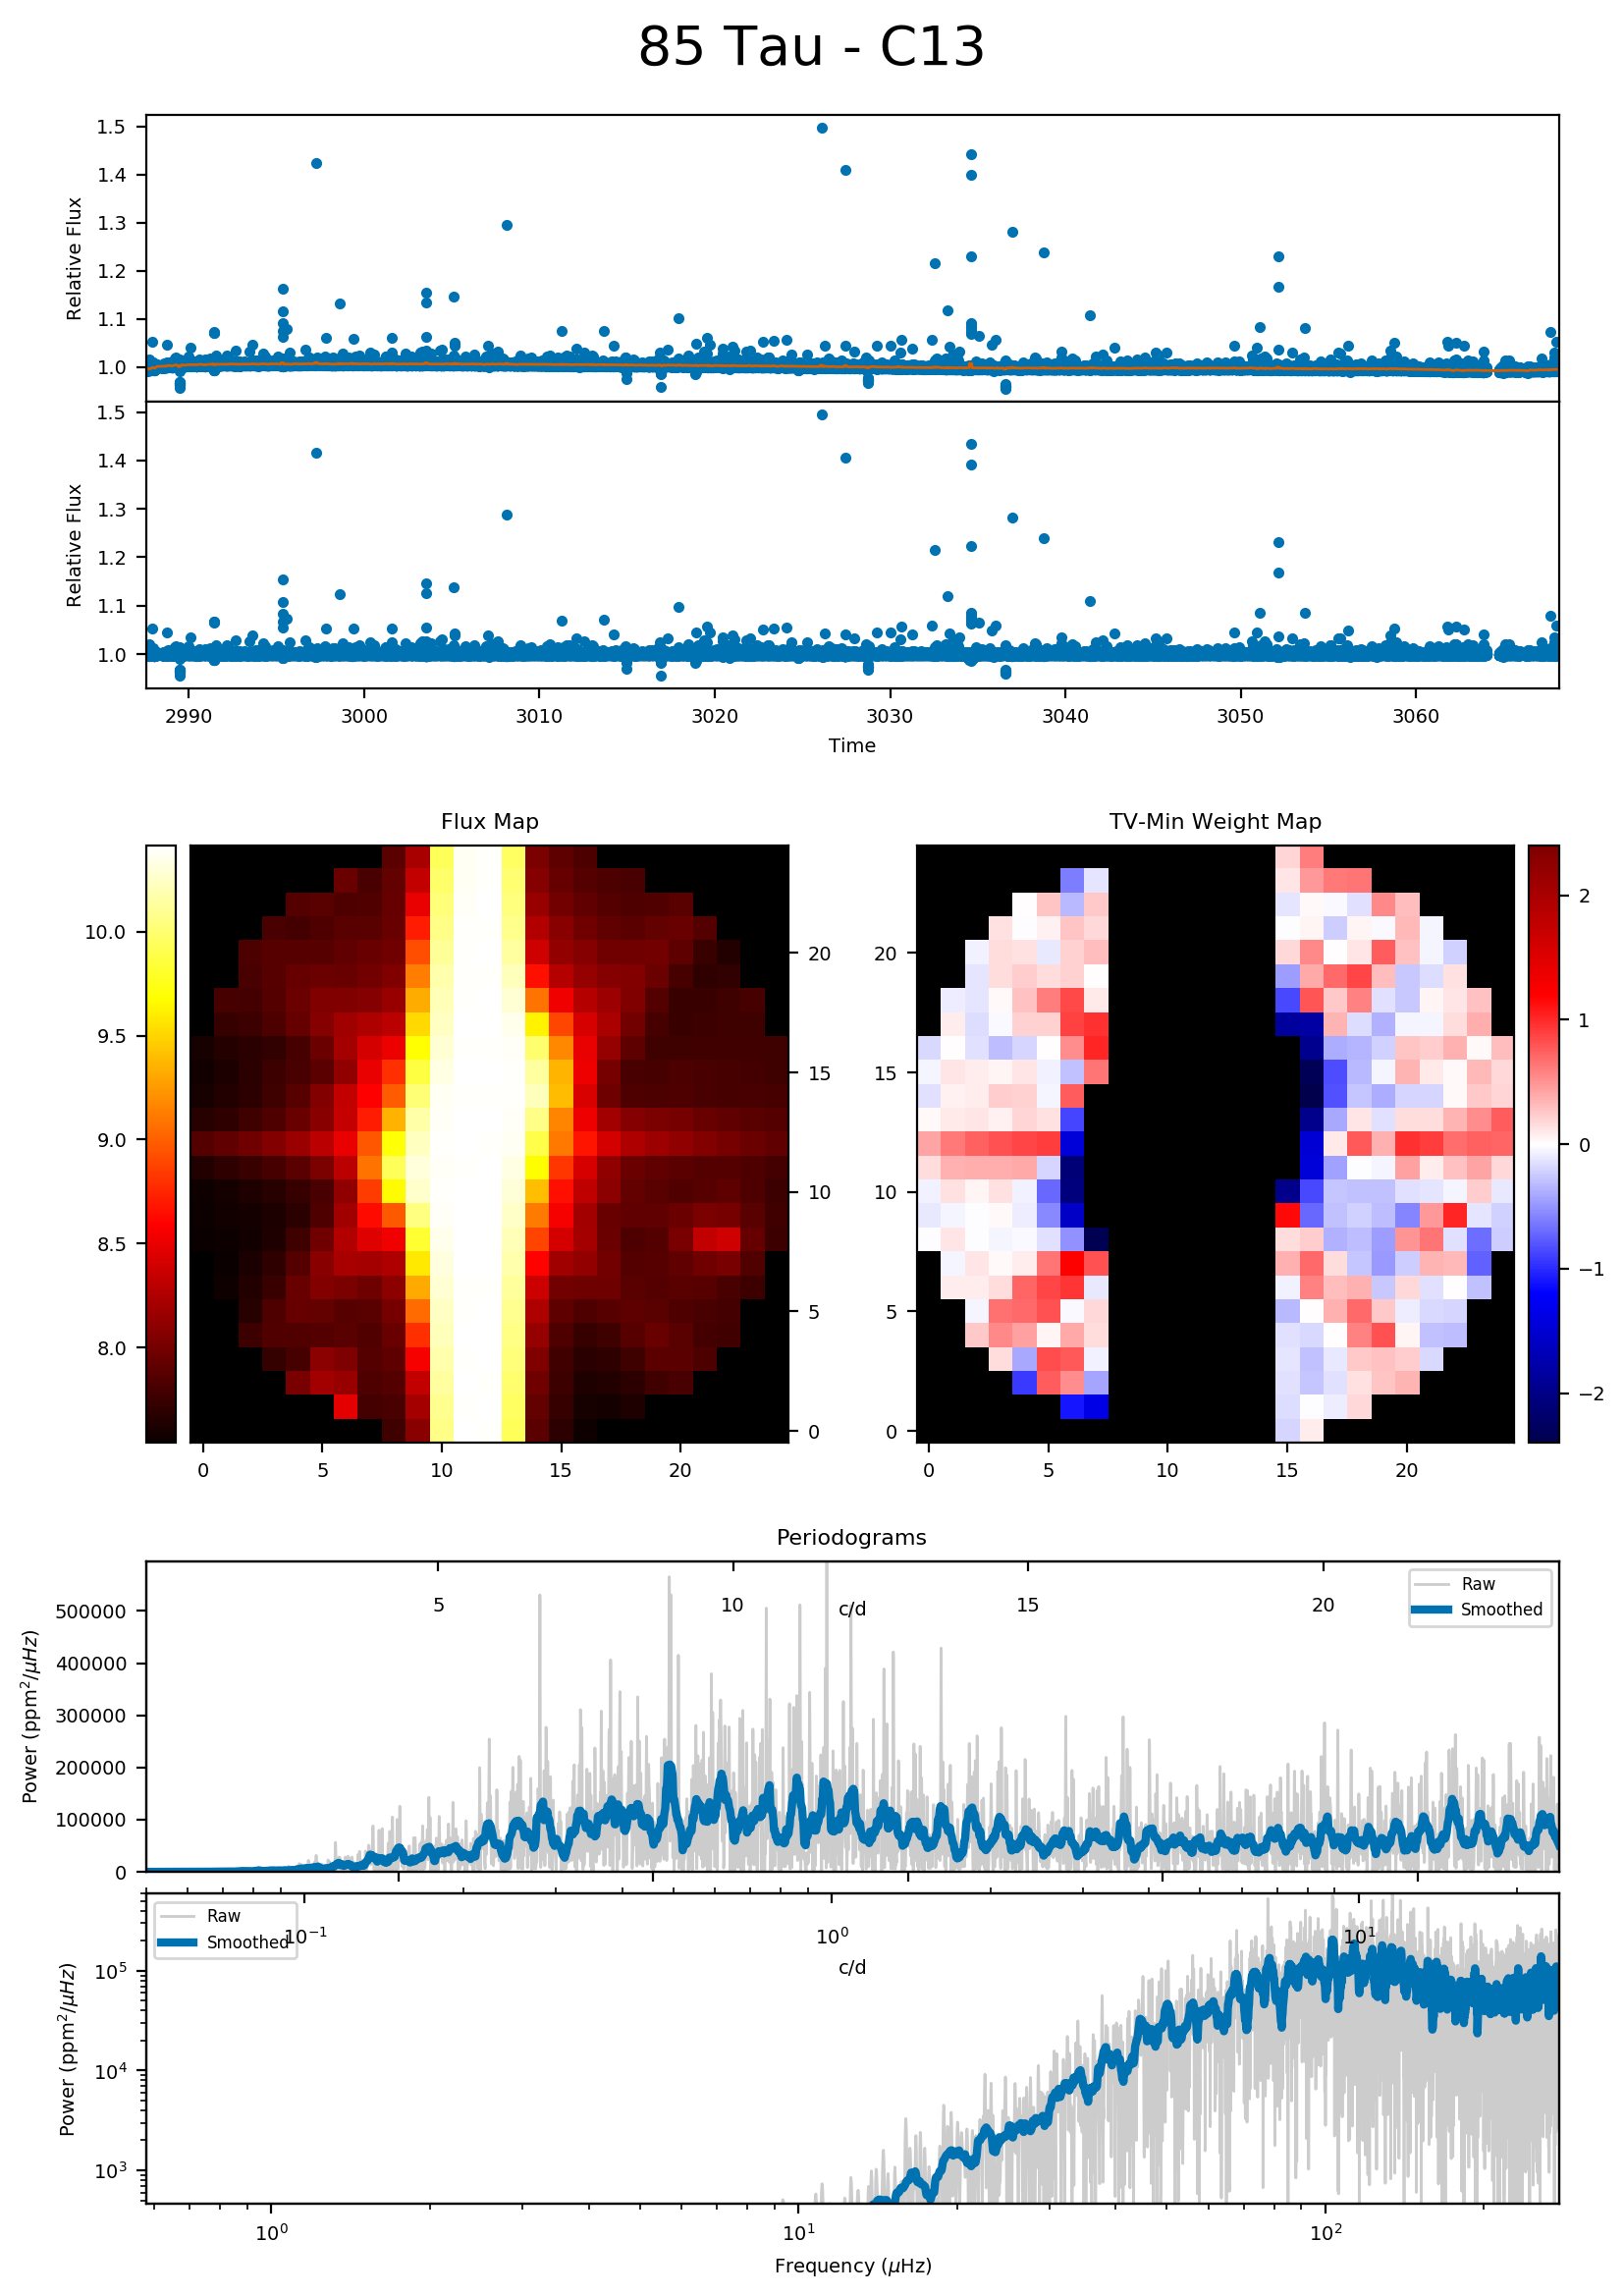 85 Tau - C13
1.5
1.4
1.3
1.2
1.1
1.0
Relative Flux
1.5
1.4
1.3
1.2
1.1
1.0
Relative Flux
2990 3000 3010 3020 3030 3040 3050 3060
Time
Flux Map
10.0
9.5
9.0
8.5
8.0
20
15
10
5
0
0 5 10 15 20
TV-Min Weight Map
20
15
10
5
0
0 5 10 15 20
2
1
0
−1
−2
Periodograms
5 10 15 20
c/d
Raw
Smoothed
500000
400000
300000
200000
100000
0
Power (ppm²/μHz)
Raw
Smoothed
10⁻¹ 10⁰ 10¹
c/d
10⁵
10⁴
10³
Power (ppm²/μHz)
10⁰ 10¹ 10²
Frequency (μHz)